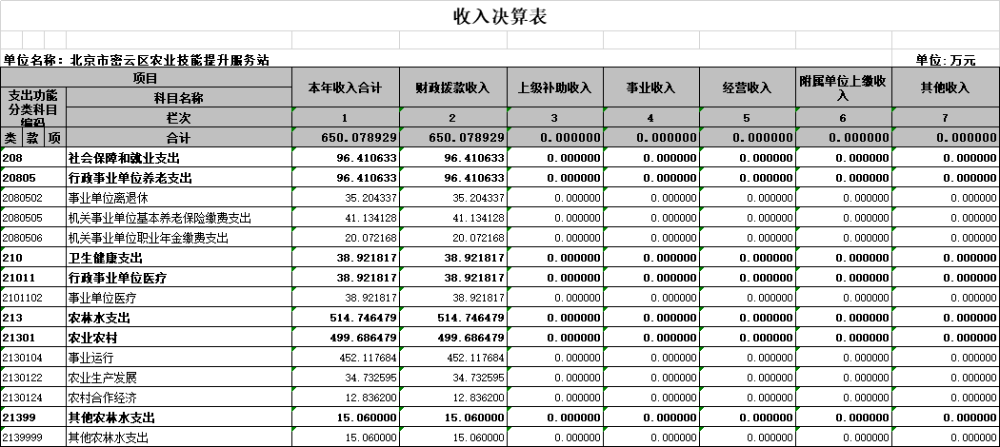 收入决算表
单位名称：北京市密云区农业技能提升服务站 单位:万元
项目 本年收入合计 财政拨款收入 上级补助收入 事业收入 经营收入 附属单位上缴收入 其他收入
支出功能分类科目编码 科目名称
栏次 1 2 3 4 5 6 7
类 款 项 合计 650.078929 650.078929 0.000000 0.000000 0.000000 0.000000 0.000000
208 社会保障和就业支出 96.410633 96.410633 0.000000 0.000000 0.000000 0.000000 0.000000
20805 行政事业单位养老支出 96.410633 96.410633 0.000000 0.000000 0.000000 0.000000 0.000000
2080502 事业单位离退休 35.204337 35.204337 0.000000 0.000000 0.000000 0.000000 0.000000
2080505 机关事业单位基本养老保险缴费支出 41.134128 41.134128 0.000000 0.000000 0.000000 0.000000 0.000000
2080506 机关事业单位职业年金缴费支出 20.072168 20.072168 0.000000 0.000000 0.000000 0.000000 0.000000
210 卫生健康支出 38.921817 38.921817 0.000000 0.000000 0.000000 0.000000 0.000000
21011 行政事业单位医疗 38.921817 38.921817 0.000000 0.000000 0.000000 0.000000 0.000000
2101102 事业单位医疗 38.921817 38.921817 0.000000 0.000000 0.000000 0.000000 0.000000
213 农林水支出 514.746479 514.746479 0.000000 0.000000 0.000000 0.000000 0.000000
21301 农业农村 499.686479 499.686479 0.000000 0.000000 0.000000 0.000000 0.000000
2130104 事业运行 452.117684 452.117684 0.000000 0.000000 0.000000 0.000000 0.000000
2130122 农业生产发展 34.732595 34.732595 0.000000 0.000000 0.000000 0.000000 0.000000
2130124 农村合作经济 12.836200 12.836200 0.000000 0.000000 0.000000 0.000000 0.000000
21399 其他农林水支出 15.060000 15.060000 0.000000 0.000000 0.000000 0.000000 0.000000
2139999 其他农林水支出 15.060000 15.060000 0.000000 0.000000 0.000000 0.000000 0.000000